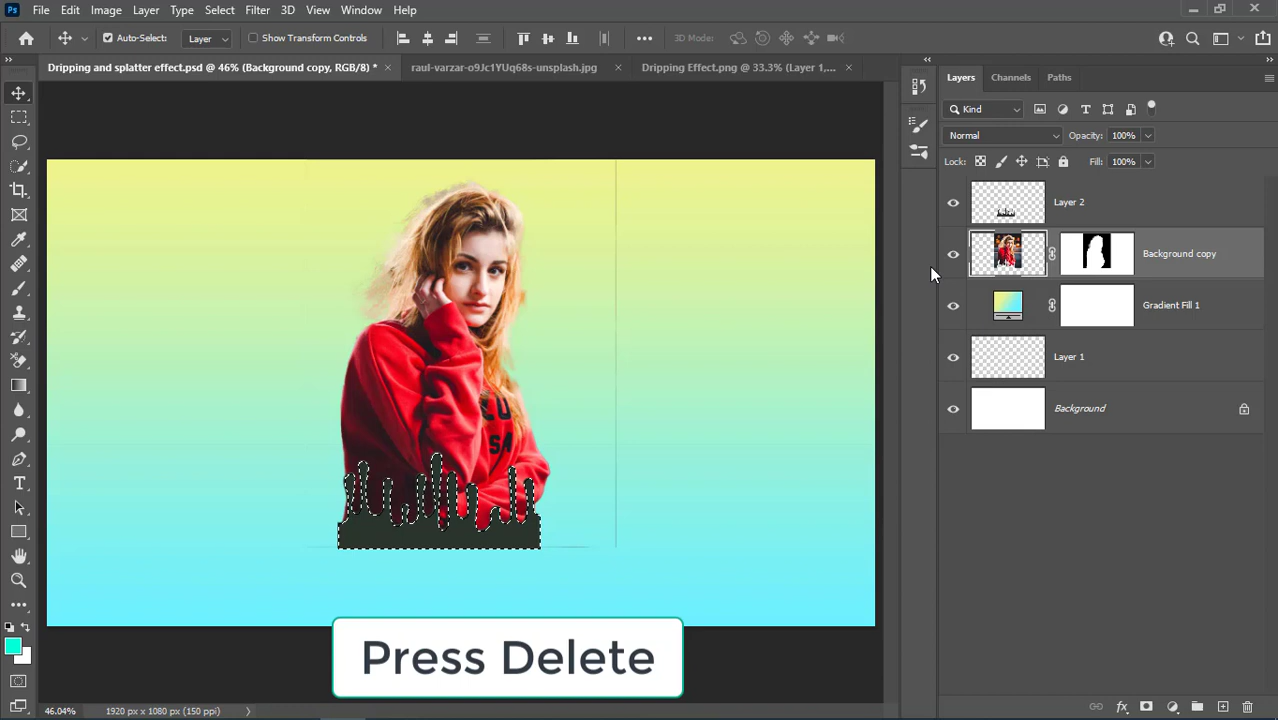 Ps File Edit Image Layer Type Select Filter 3D View Window Help
Auto-Select: Layer Show Transform Controls 3D Mode:
Dripping and splatter effect.psd @ 46% (Background copy, RGB/8) * raul-varzar-o9Jc1YUq68s-unsplash.jpg Dripping Effect.png @ 33.3% (Layer 1,...
Layers Channels Paths
Kind
Normal Opacity: 100%
Lock: Fill: 100%
Layer 2
Background copy
Gradient Fill 1
Layer 1
Background
LU
SA
Press Delete
46.04% 1920 px x 1080 px (150 ppi)